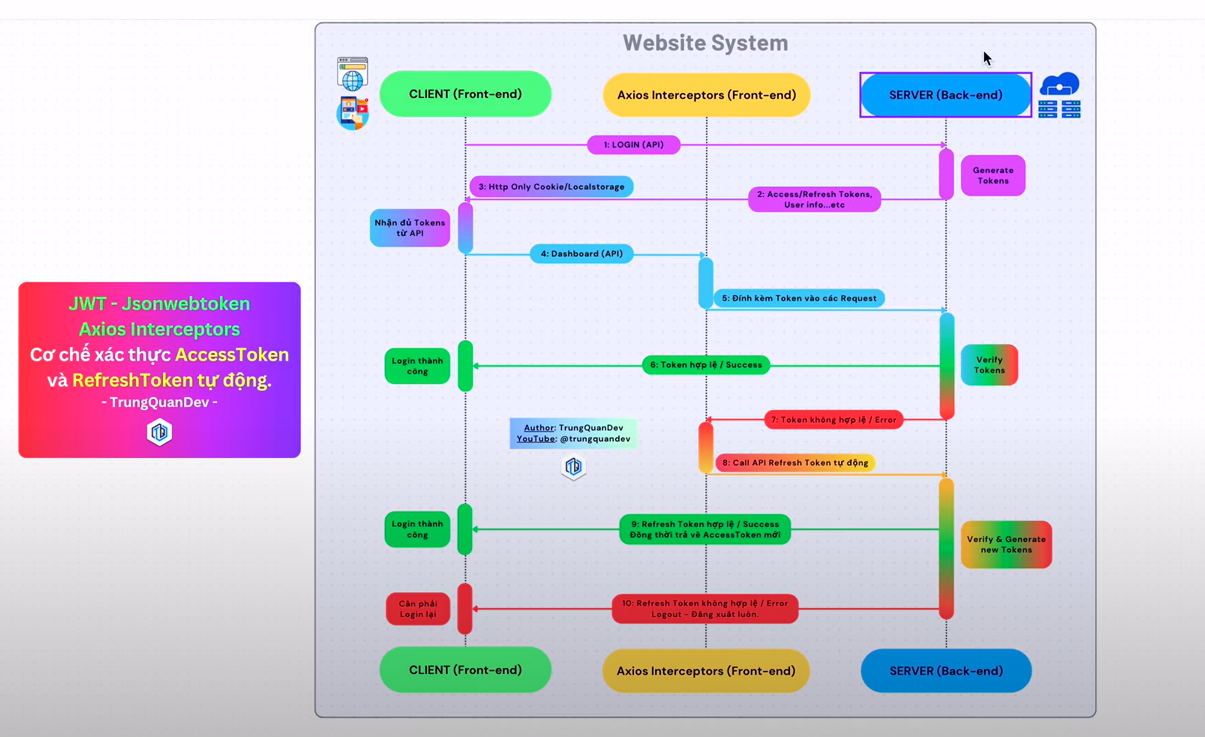 Website System
CLIENT (Front-end)
Axios Interceptors (Front-end)
SERVER (Back-end)
1: LOGIN (API)
Generate
Tokens
3: Http Only Cookie/Localstorage
2: Access/Refresh Tokens,
User info...etc
Nhận đủ Tokens
từ API
4: Dashboard (API)
5: Đính kèm Token vào các Request
JWT - Jsonwebtoken
Axios Interceptors
Cơ chế xác thực AccessToken
và RefreshToken tự động.
- TrungQuanDev -
Login thành
công
6: Token hợp lệ / Success
Verify
Tokens
7: Token không hợp lệ / Error
Author: TrungQuanDev
YouTube: @trungquandev
8: Call API Refresh Token tự động
Login thành
công
9: Refresh Token hợp lệ / Success
Đồng thời trả về AccessToken mới
Verify & Generate
new Tokens
Cần phải
Login lại
10: Refresh Token không hợp lệ / Error
Logout - Đăng xuất luôn.
CLIENT (Front-end)
Axios Interceptors (Front-end)
SERVER (Back-end)